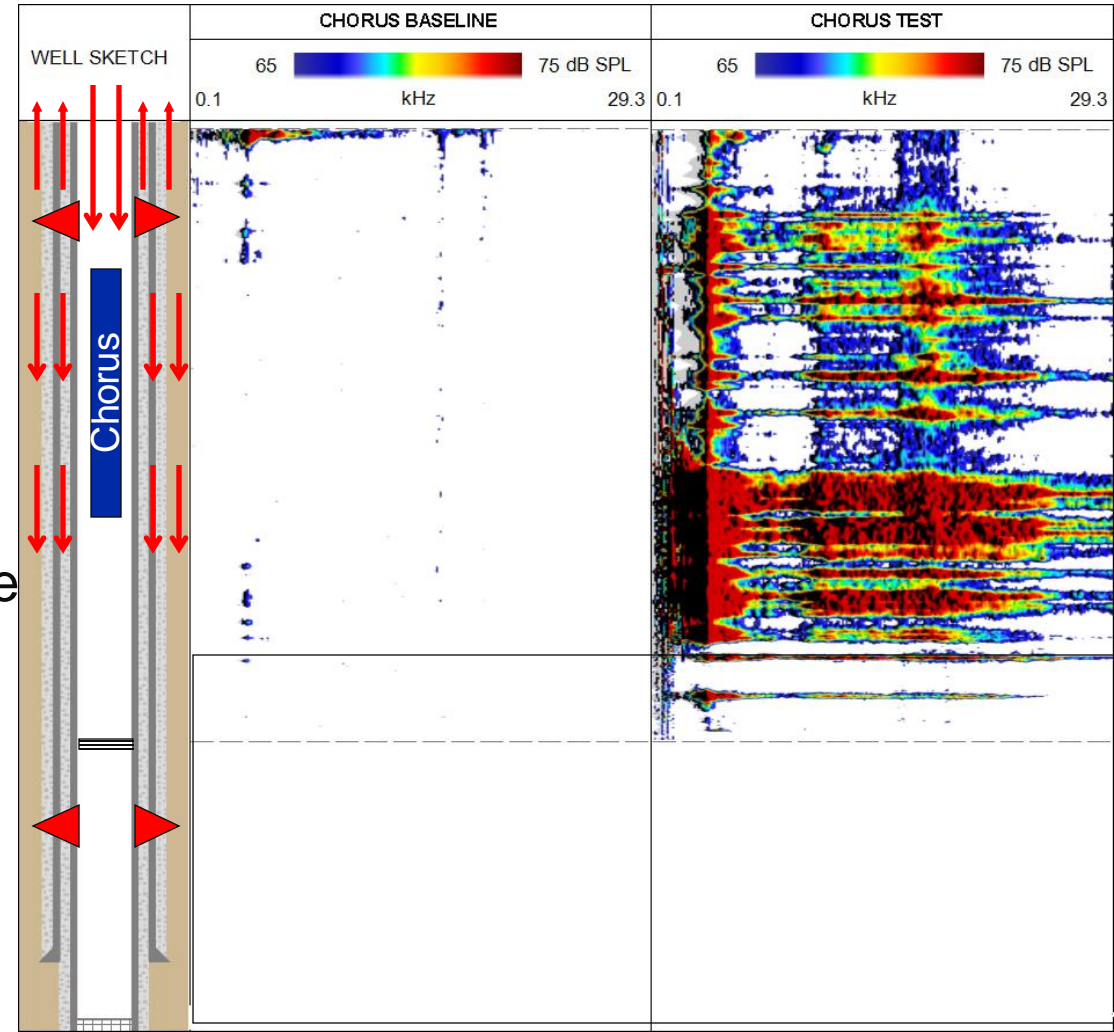 CHORUS BASELINE
CHORUS TEST
WELL SKETCH
65
75 dB SPL
65
75 dB SPL
0.1
kHz
29.3
0.1
kHz
29.3
Chorus
e